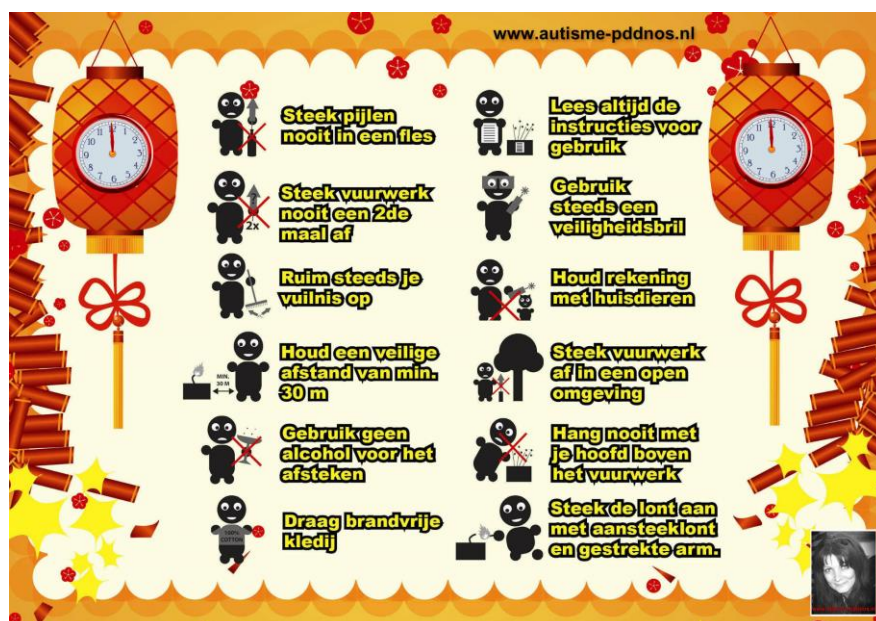 www.autisme-pddnos.nl
Steek pijlen
nooit in een fles
Steek vuurwerk
nooit een 2de
maal af
2x
Ruim steeds je
vuilnis op
Houd een veilige
afstand van min.
30 m
MIN.
30 M
Gebruik geen
alcohol voor het
afsteken
Draag brandvrije
kledij
100%
COTTON
Lees altijd de
instructies voor
gebruik
Gebruik
steeds een
veiligheidsbril
Houd rekening
met huisdieren
Steek vuurwerk
af in een open
omgeving
Hang nooit met
je hoofd boven
het vuurwerk
Steek de lont aan
met aansteeklont
en gestrekte arm.